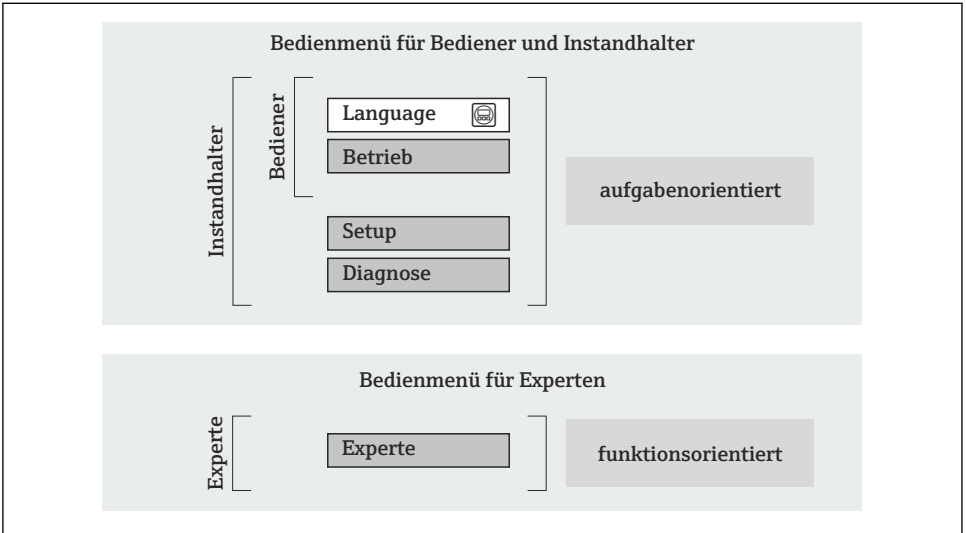 Bedienmenü für Bediener und Instandhalter
Instandhalter
Bediener
Language
Betrieb
Setup
Diagnose
aufgabenorientiert
Bedienmenü für Experten
Experte
Experte
funktionsorientiert